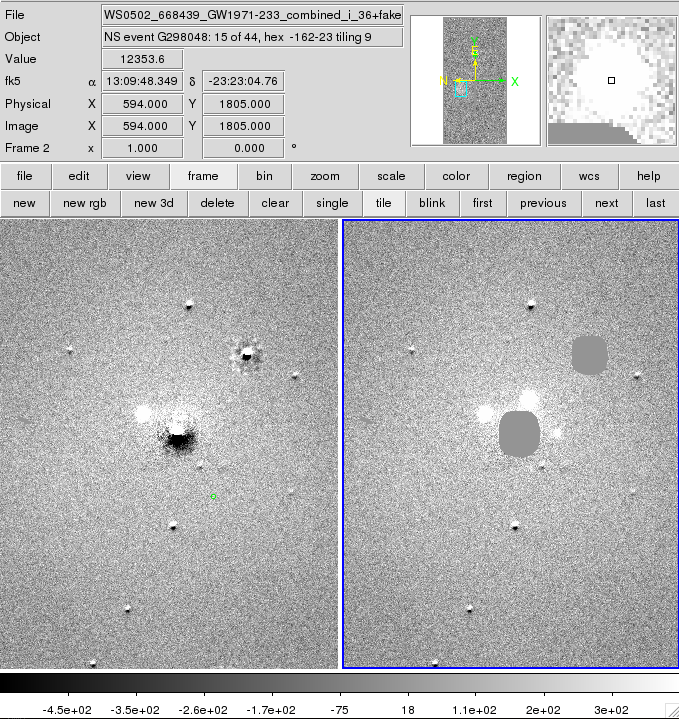 File WS0502_668439_GW1971-233_combined_i_36+fake
Object NS event G298048: 15 of 44, hex -162-23 tiling 9
Value 12353.6
fk5 α 13:09:48.349 δ -23:23:04.76
Physical X 594.000 Y 1805.000
Image X 594.000 Y 1805.000
Frame 2 x 1.000 0.000 °
E
N X
file edit view frame bin zoom scale color region wcs help
new new rgb new 3d delete clear single tile blink first previous next last
-4.5e+02 -3.5e+02 -2.6e+02 -1.7e+02 -75 18 1.1e+02 2e+02 3e+02